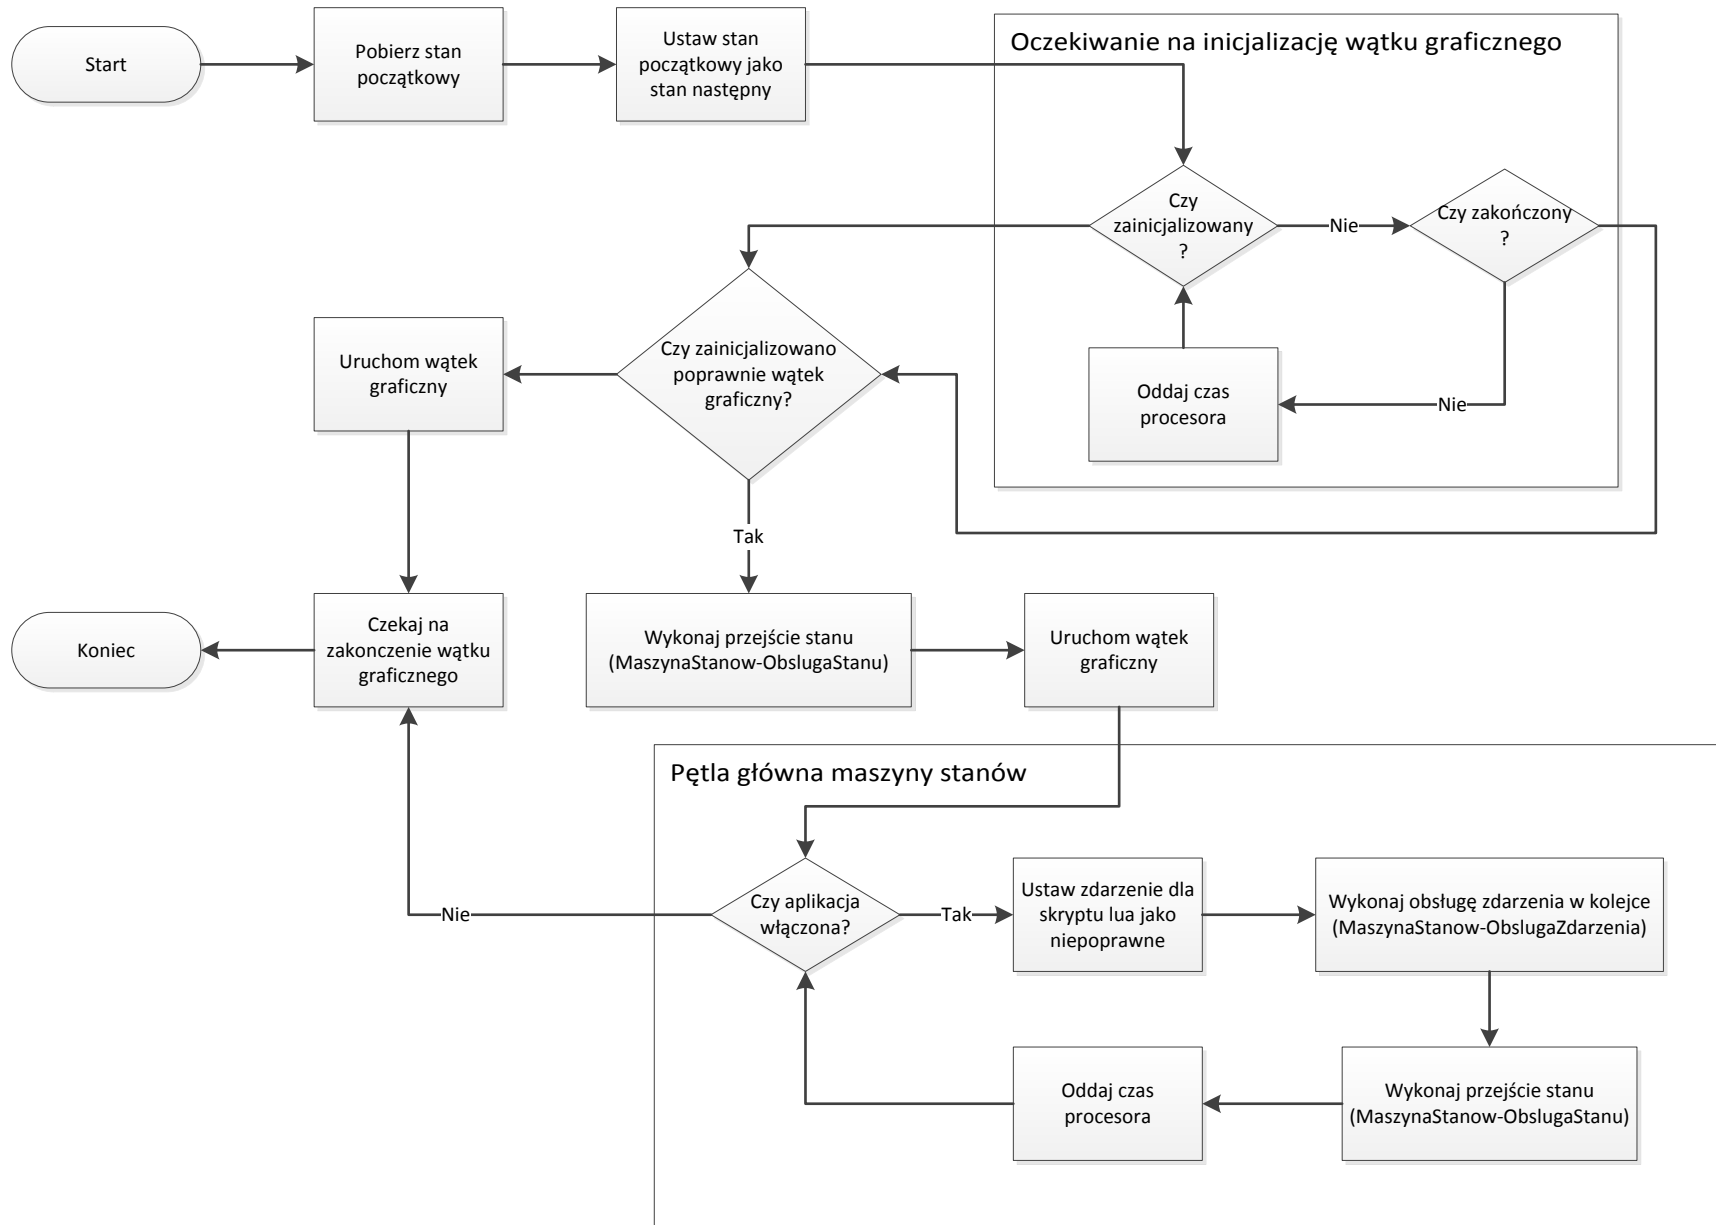 Start
Pobierz stan
początkowy
Ustaw stan
początkowy jako
stan następny
Oczekiwanie na inicjalizację wątku graficznego
Czy
zainicjalizowany
?
Nie
Czy zakończony
?
Nie
Oddaj czas
procesora
Czy zainicjalizowano
poprawnie wątek
graficzny?
Uruchom wątek
graficzny
Tak
Koniec
Czekaj na
zakonczenie wątku
graficznego
Wykonaj przejście stanu
(MaszynaStanow-ObslugaStanu)
Uruchom wątek
graficzny
Pętla główna maszyny stanów
Nie
Czy aplikacja
włączona?
Tak
Ustaw zdarzenie dla
skryptu lua jako
niepoprawne
Wykonaj obsługę zdarzenia w kolejce
(MaszynaStanow-ObslugaZdarzenia)
Oddaj czas
procesora
Wykonaj przejście stanu
(MaszynaStanow-ObslugaStanu)